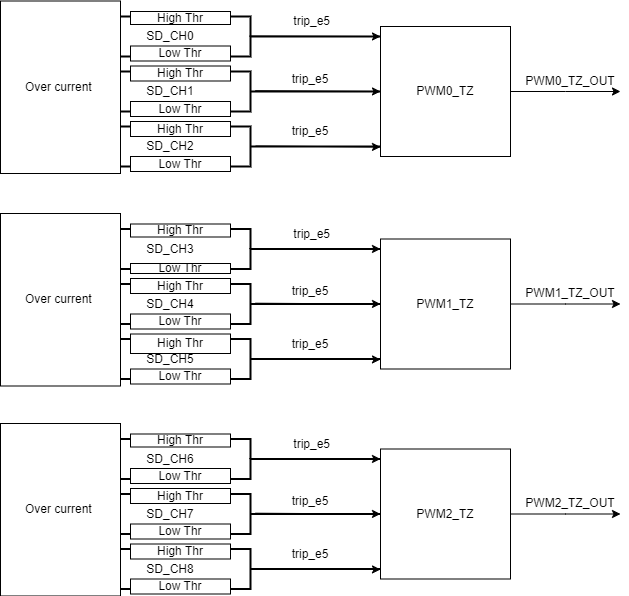 High Thr
trip_e5
SD_CH0
Low Thr
High Thr
trip_e5
Over current
SD_CH1
PWM0_TZ
PWM0_TZ_OUT
Low Thr
High Thr
trip_e5
SD_CH2
Low Thr
High Thr
trip_e5
SD_CH3
Low Thr
High Thr
trip_e5
Over current
SD_CH4
PWM1_TZ
PWM1_TZ_OUT
Low Thr
High Thr
trip_e5
SD_CH5
Low Thr
High Thr
trip_e5
SD_CH6
Low Thr
High Thr
trip_e5
Over current
SD_CH7
PWM2_TZ
PWM2_TZ_OUT
Low Thr
High Thr
trip_e5
SD_CH8
Low Thr